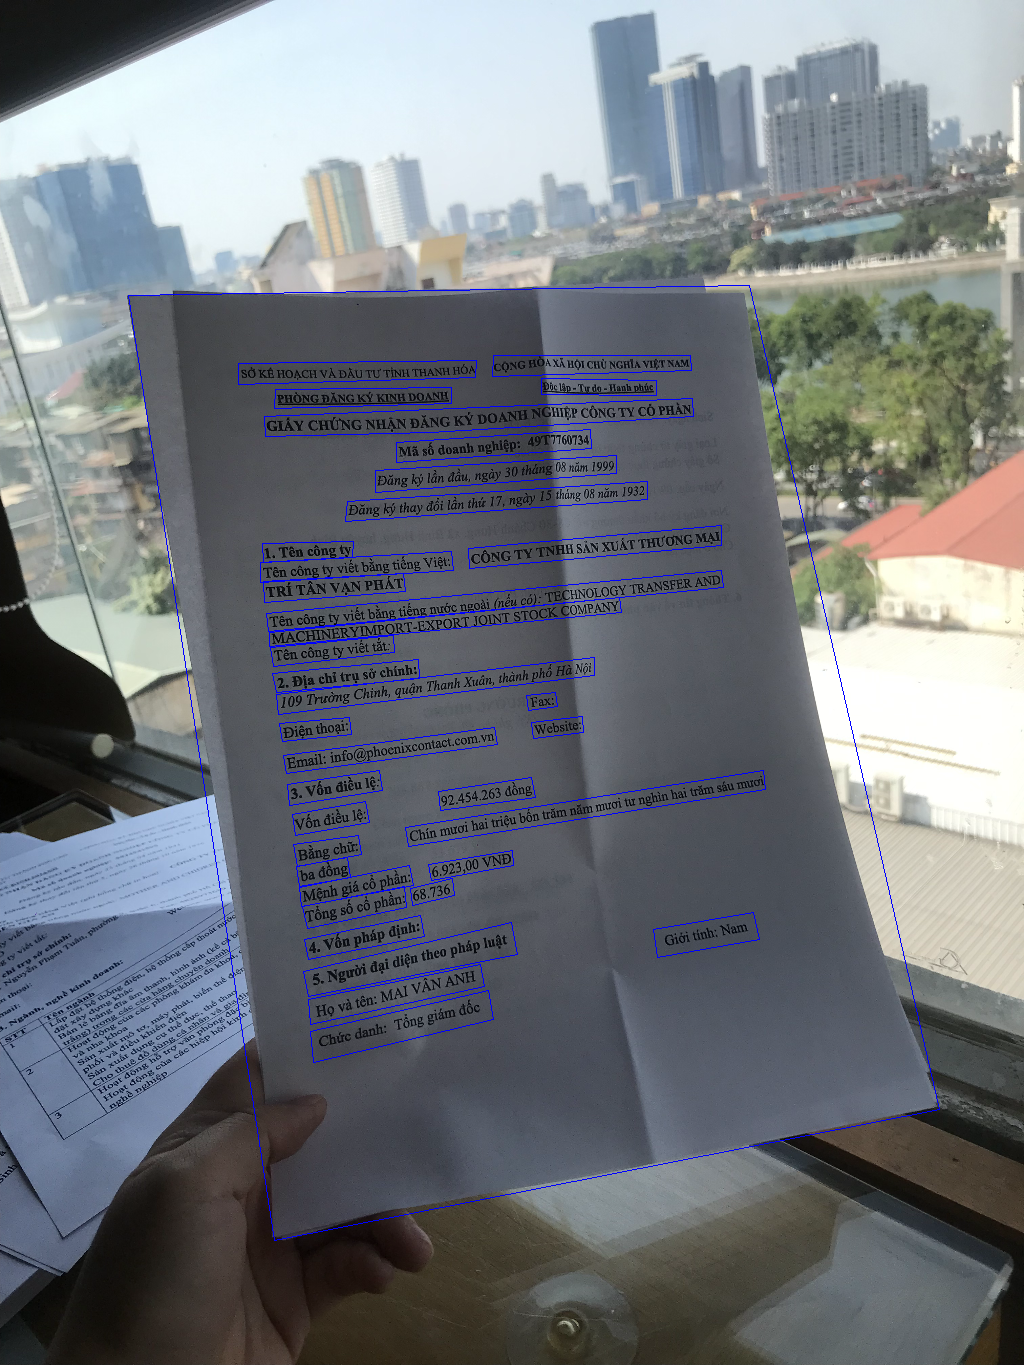 SỞ KẾ HOẠCH VÀ ĐẦU TƯ TỈNH THANH HÓA
CỘNG HÒA XÃ HỘI CHỦ NGHĨA VIỆT NAM
PHÒNG ĐĂNG KÝ KINH DOANH
Độc lập - Tự do - Hạnh phúc
GIẤY CHỨNG NHẬN ĐĂNG KÝ DOANH NGHIỆP CÔNG TY CỔ PHẦN
Mã số doanh nghiệp: 49T7760734
Đăng ký lần đầu, ngày 30 tháng 08 năm 1999
Đăng ký thay đổi lần thứ 17, ngày 15 tháng 08 năm 1932
1. Tên công ty
Tên công ty viết bằng tiếng Việt: CÔNG TY TNHH SẢN XUẤT THƯƠNG MẠI
TRÍ TÂN VẠN PHÁT
Tên công ty viết bằng tiếng nước ngoài (nếu có): TECHNOLOGY TRANSFER AND
MACHINERYIMPORT-EXPORT JOINT STOCK COMPANY
Tên công ty viết tắt:
2. Địa chỉ trụ sở chính:
109 Trường Chinh, quận Thanh Xuân, thành phố Hà Nội
Điện thoại: Fax:
Email: info@phoenixcontact.com.vn Website:
3. Vốn điều lệ:
Vốn điều lệ: 92.454.263 đồng
Bằng chữ: Chín mươi hai triệu bốn trăm năm mươi tư nghìn hai trăm sáu mươi
ba đồng
Mệnh giá cổ phần: 6.923,00 VNĐ
Tổng số cổ phần: 68.736
4. Vốn pháp định:
5. Người đại diện theo pháp luật
Họ và tên: MAI VÂN ANH Giới tính: Nam
Chức danh: Tổng giám đốc